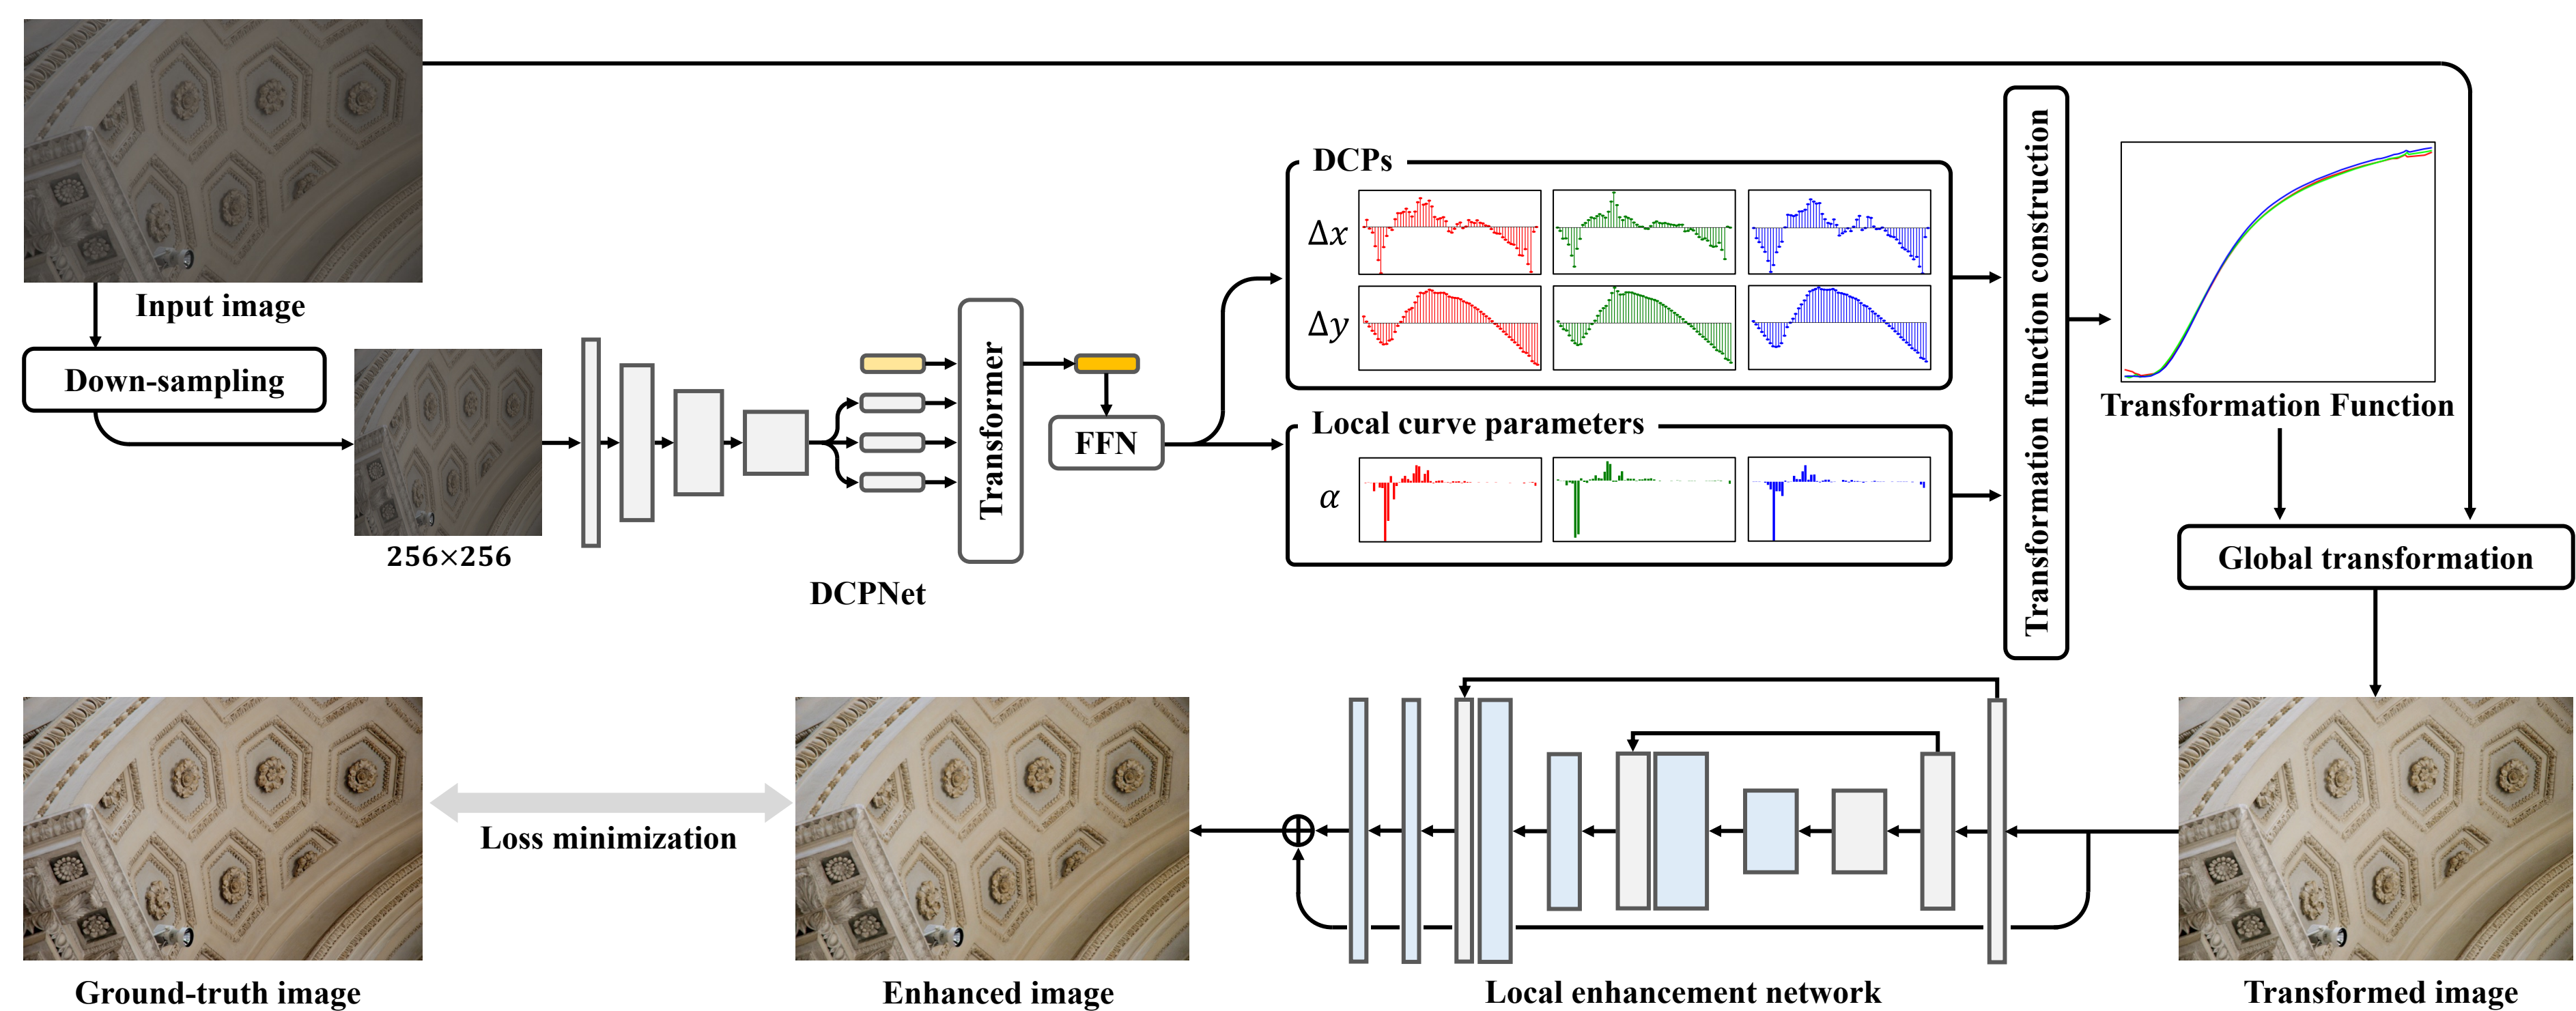 Input image
Down-sampling
256×256
DCPNet
Transformer
FFN
DCPs
Δx
Δy
Local curve parameters
α
Transformation function construction
Transformation Function
Global transformation
Transformed image
Local enhancement network
Enhanced image
Loss minimization
Ground-truth image